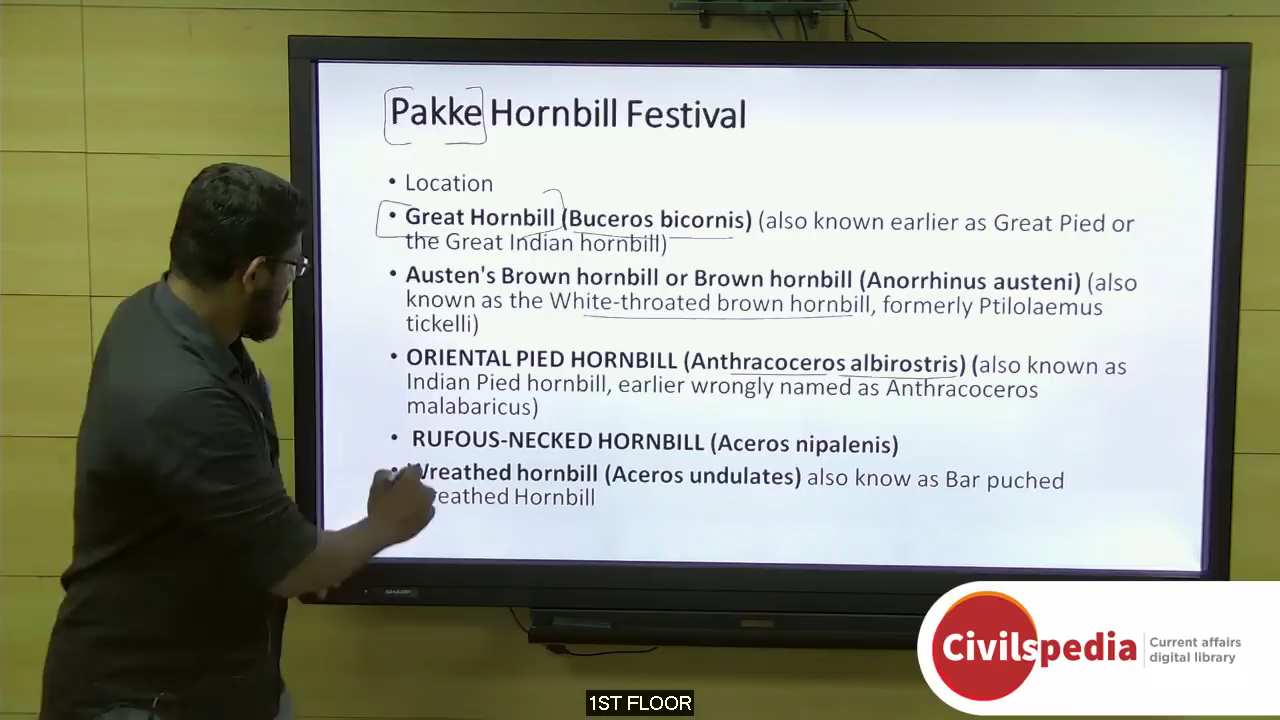 Pakke Hornbill Festival
• Location
• Great Hornbill (Buceros bicornis) (also known earlier as Great Pied or
the Great Indian hornbill)
• Austen's Brown hornbill or Brown hornbill (Anorrhinus austeni) (also
known as the White-throated brown hornbill, formerly Ptilolaemus
tickelli)
• ORIENTAL PIED HORNBILL (Anthracoceros albirostris) (also known as
Indian Pied hornbill, earlier wrongly named as Anthracoceros
malabaricus)
• RUFOUS-NECKED HORNBILL (Aceros nipalenis)
• Wreathed hornbill (Aceros undulates) also know as Bar puched
reathed Hornbill
SHARP
Civilspedia
Current affairs
digital library
1ST FLOOR